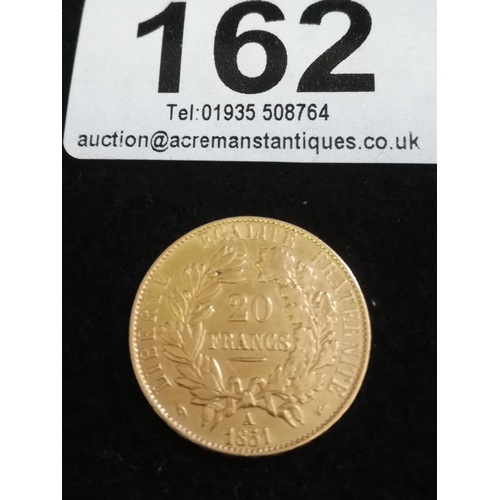 162
Tel:01935 508764
auction@acremanstantiques.co.uk
LIBERTE EGALITE FRATERNITE
20
FRANCS
A
1851